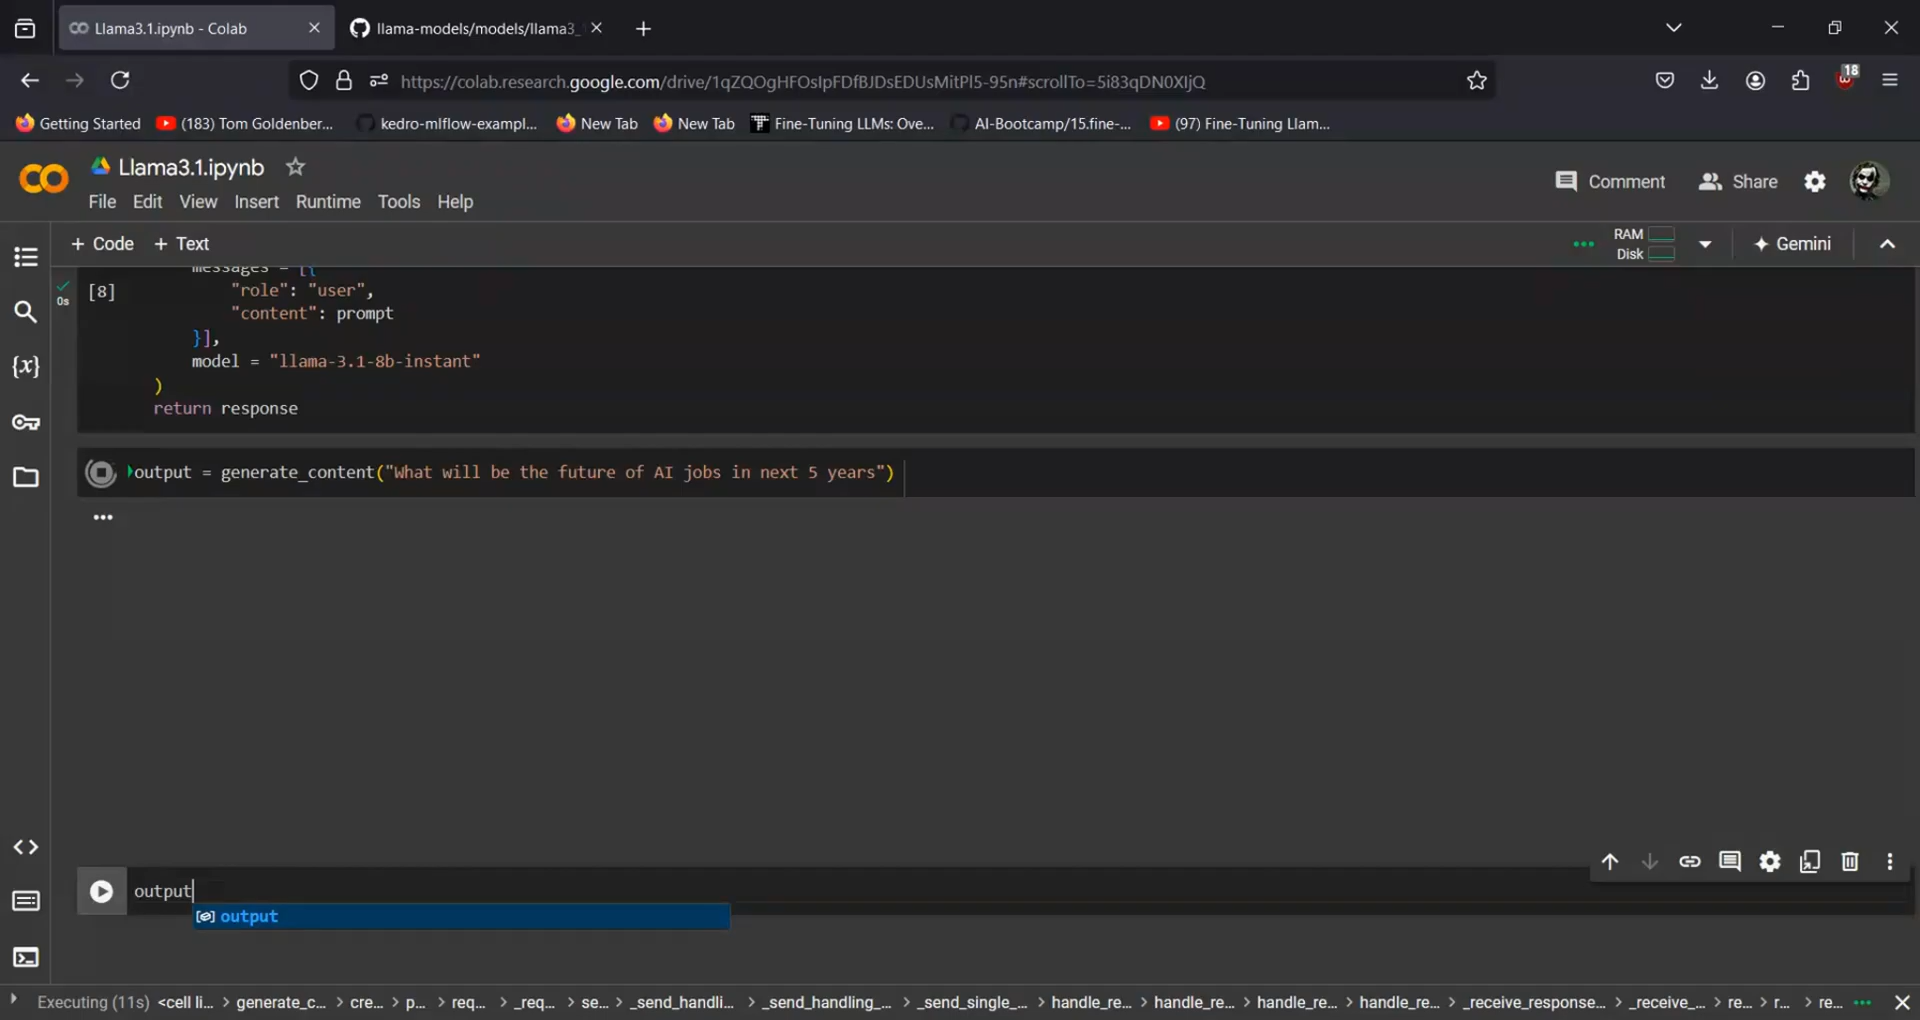 Llama3.1.ipynb - Colab
llama-models/models/llama3_
https://colab.research.google.com/drive/1qZQOgHFOsIpFDfBJDsEDUsMitPl5-95n#scrollTo=5i83qDN0XIjQ
18
Getting Started
(183) Tom Goldenber...
kedro-mlflow-exampl...
New Tab
New Tab
Fine-Tuning LLMs: Ove...
AI-Bootcamp/15.fine-...
(97) Fine-Tuning Llam...
CO
Llama3.1.ipynb
Comment
Share
File Edit View Insert Runtime Tools Help
+ Code + Text
RAM
Disk
Gemini
messages = [{
[8]
0s
"role": "user",
"content": prompt
}],
model = "llama-3.1-8b-instant"
)
return response
output = generate_content("What will be the future of AI jobs in next 5 years")
...
output
output
Executing (11s) <cell li... > generate_c... > cre... > p... > req... > _req... > se... > _send_handli... > _send_handling_... > _send_single_... > handle_re... > handle_re... > handle_re... > handle_re... > _receive_response... > _receive_... > re... > r... > re...